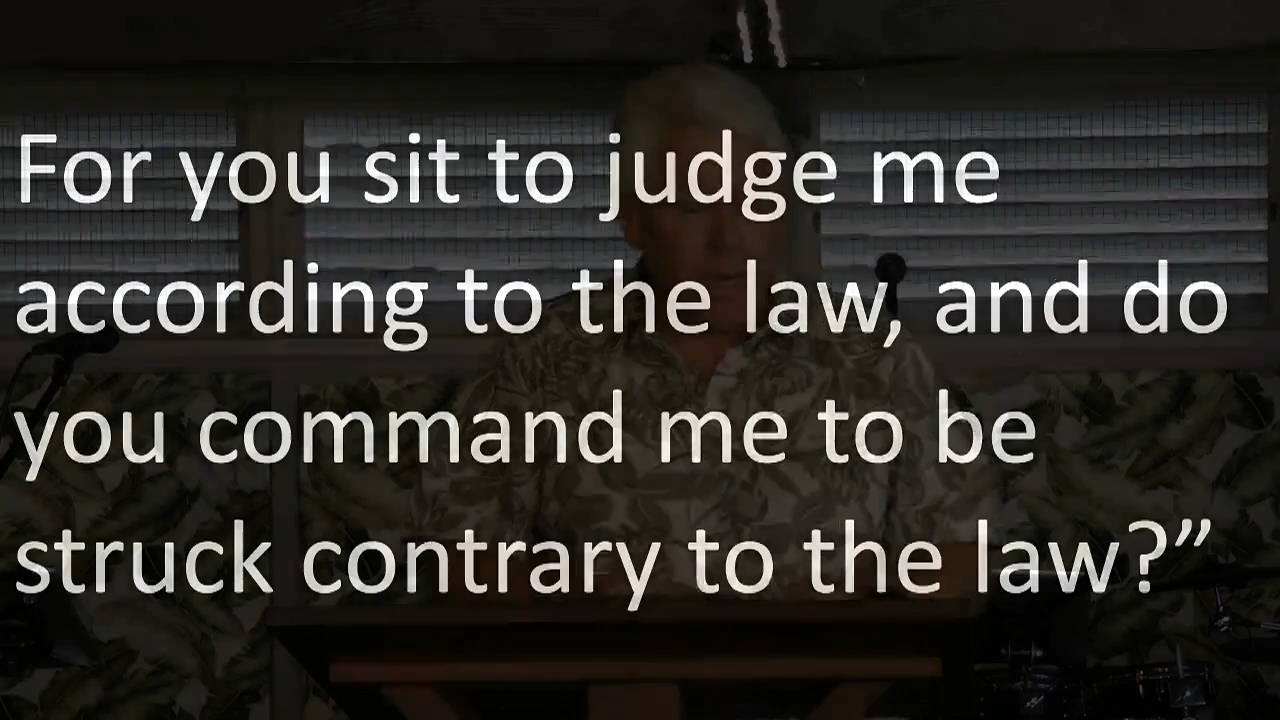 For you sit to judge me
according to the law, and do
you command me to be
struck contrary to the law?”